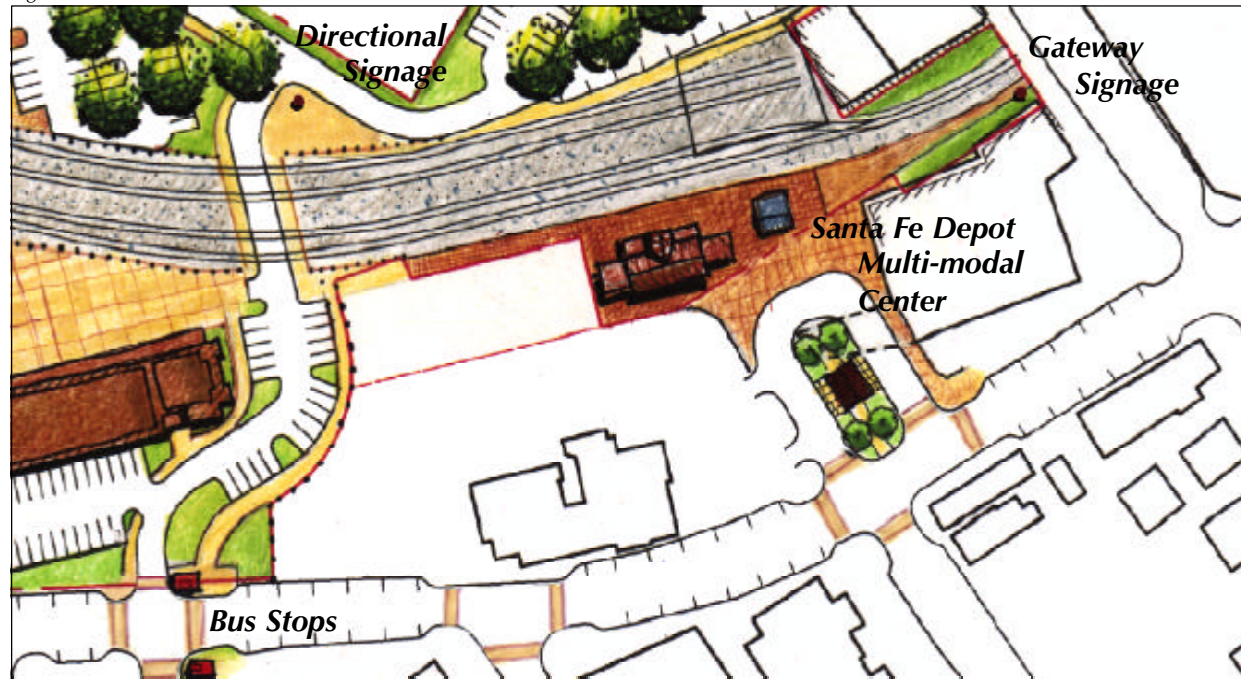 Directional
Signage
Gateway
Signage
Santa Fe Depot
Multi-modal
Center
Bus Stops